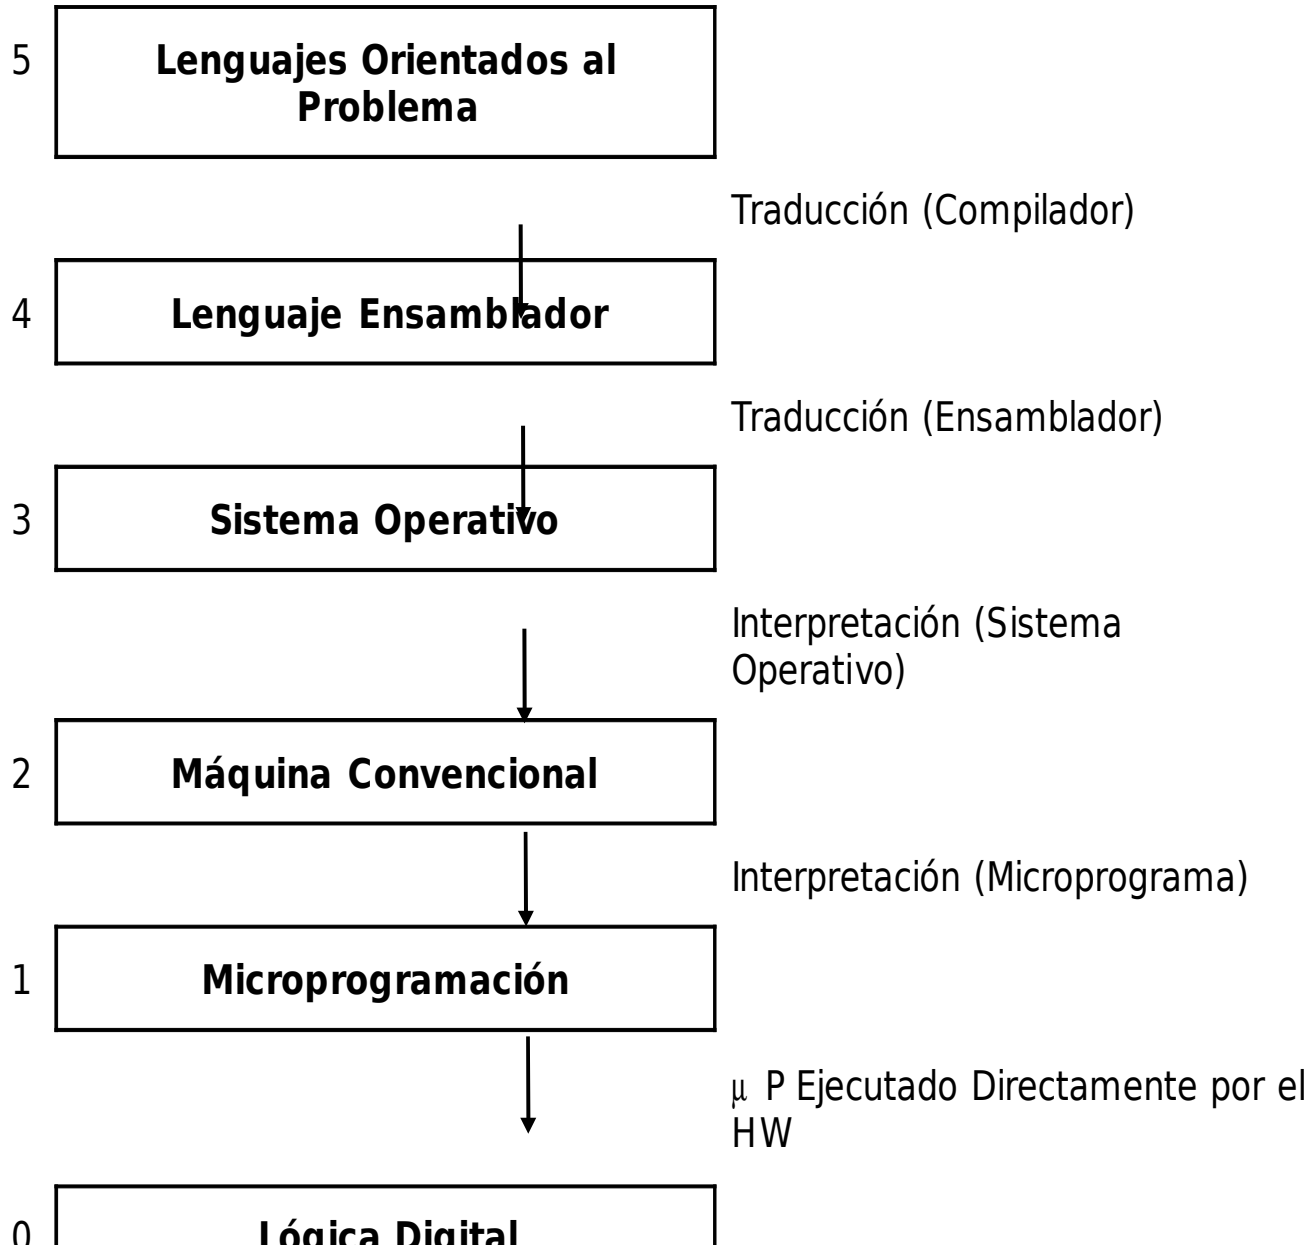 5
Lenguajes Orientados al
Problema
Traducción (Compilador)
4
Lenguaje Ensamblador
Traducción (Ensamblador)
3
Sistema Operativo
Interpretación (Sistema
Operativo)
2
Máquina Convencional
Interpretación (Microprograma)
1
Microprogramación
μ P Ejecutado Directamente por el
HW
0
Lógica Digital